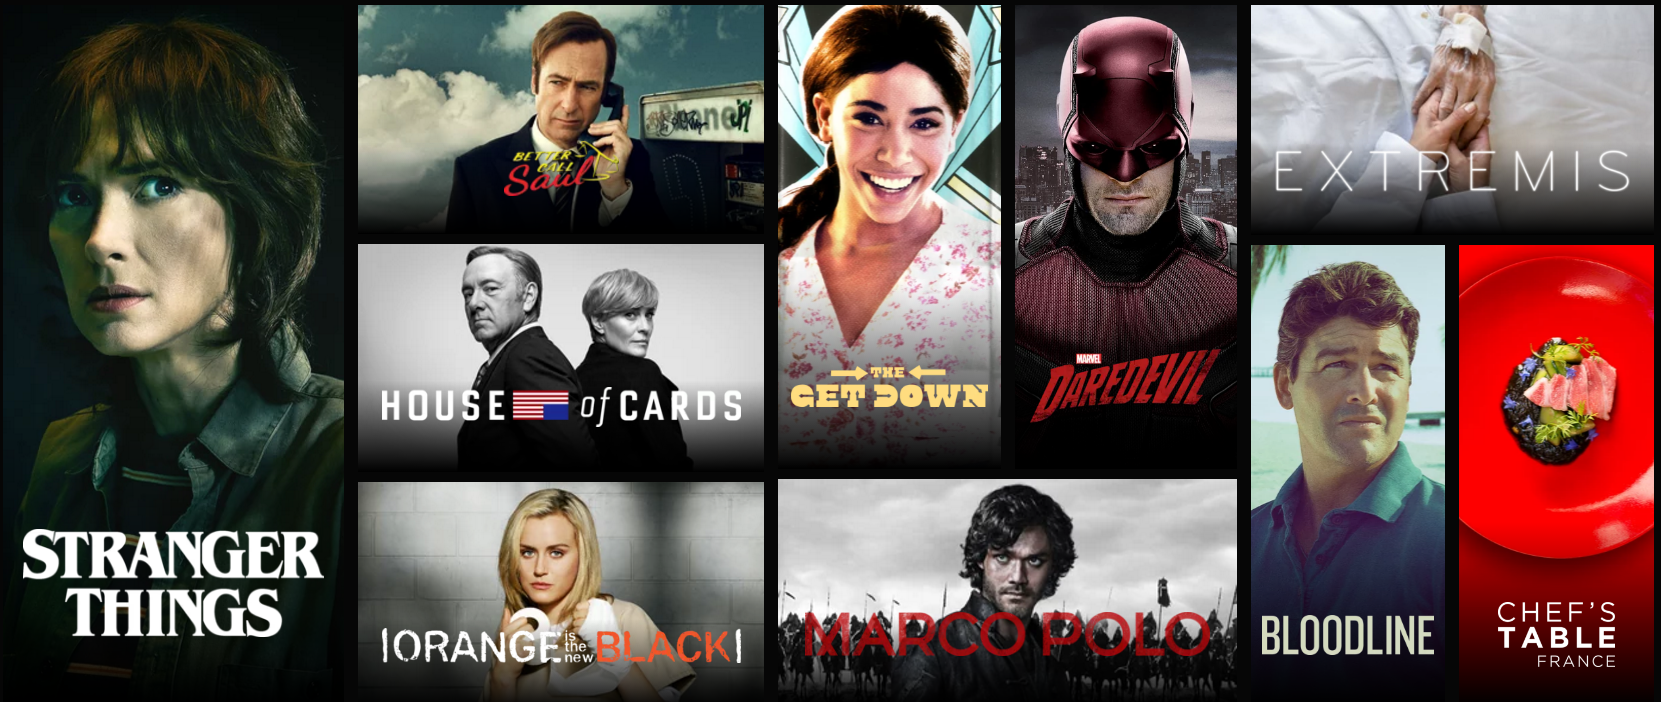 STRANGER
THINGS
BETTER
CALL
Saul
Phone
HOUSE of CARDS
|ORANGE is the new BLACK|
THE
GET DOWN
MARVEL
DAREDEVIL
MARCO POLO
EXTREMIS
BLOODLINE
CHEF'S
TABLE
FRANCE